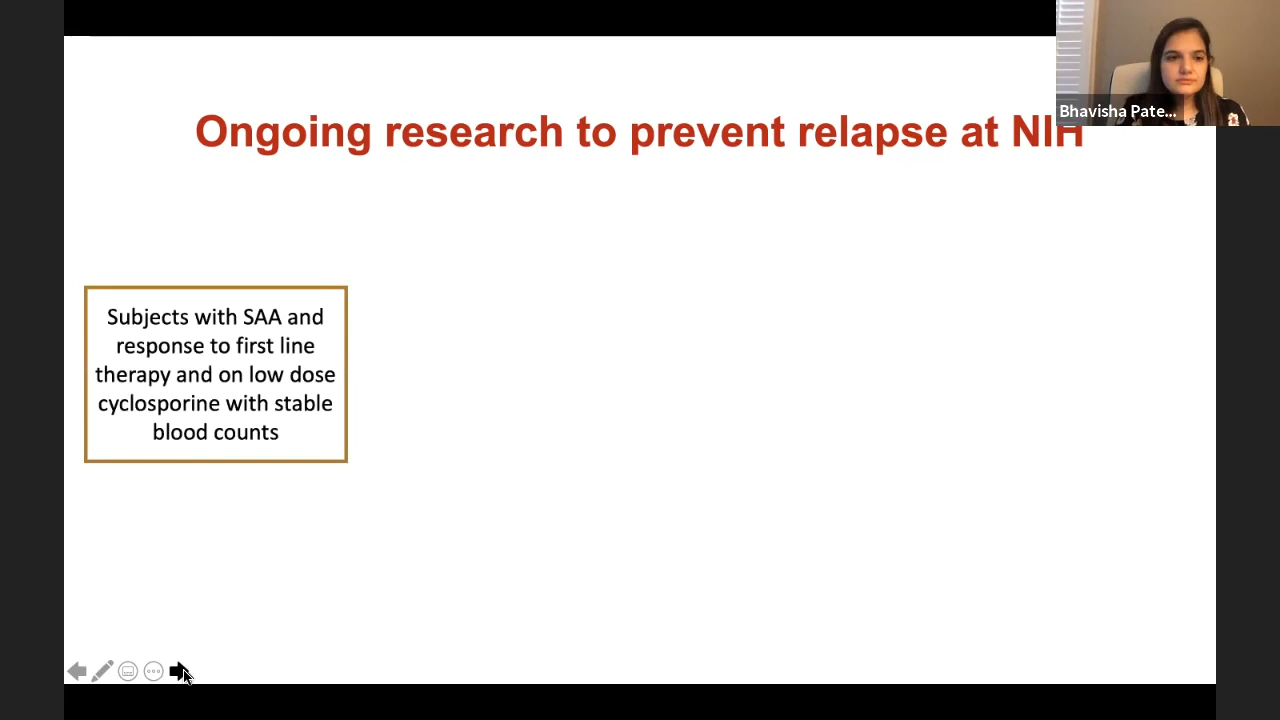 Ongoing research to prevent relapse at NIH
Bhavisha Pate...
Subjects with SAA and
response to first line
therapy and on low dose
cyclosporine with stable
blood counts